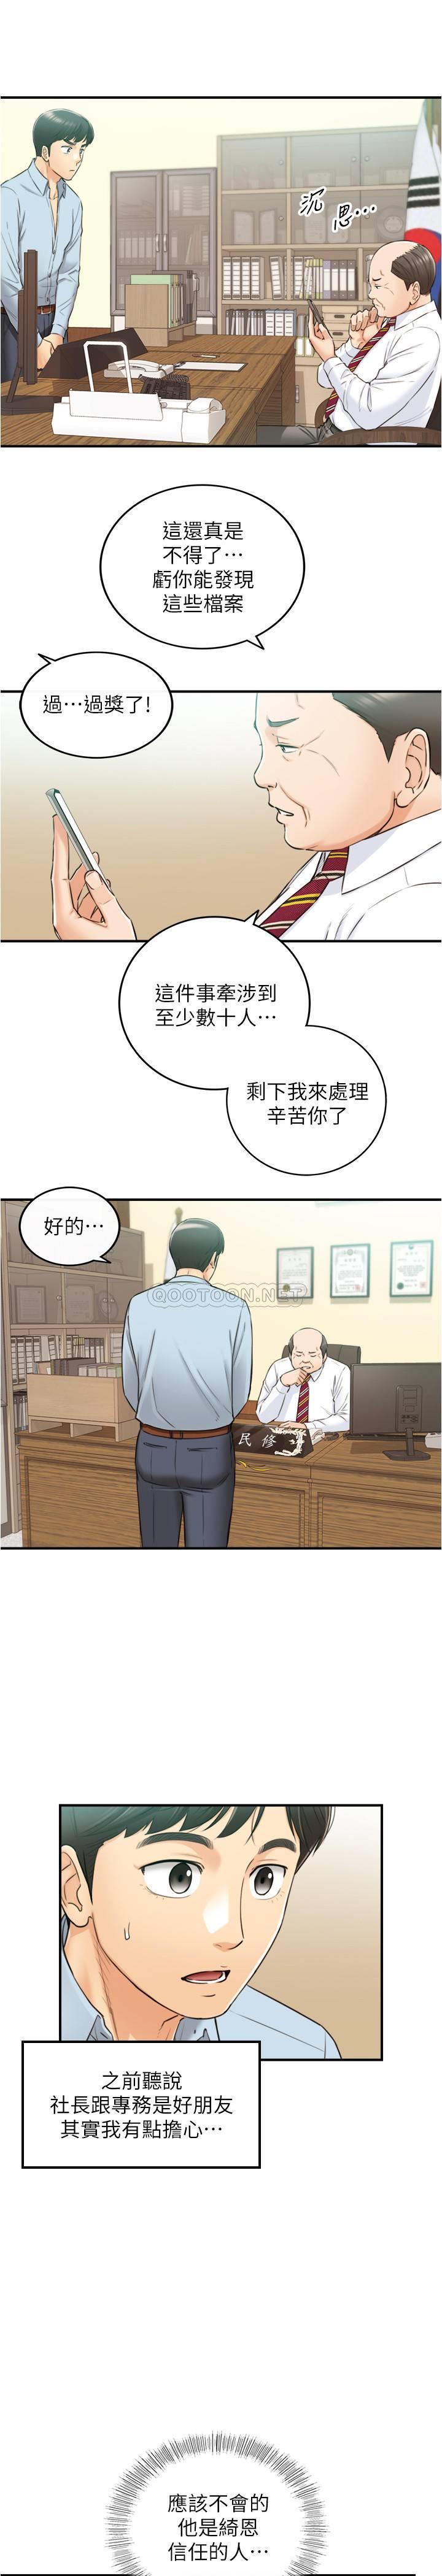 沉
思…
這還真是
不得了…
虧你能發現
這些檔案
過…過獎了!
這件事牽涉到
至少數十人…
剩下我來處理
辛苦你了
好的…
QOOTOON.NET
民修
之前聽說
社長跟專務是好朋友
其實我有點擔心…
應該不會的
他是綺恩
信任的人…